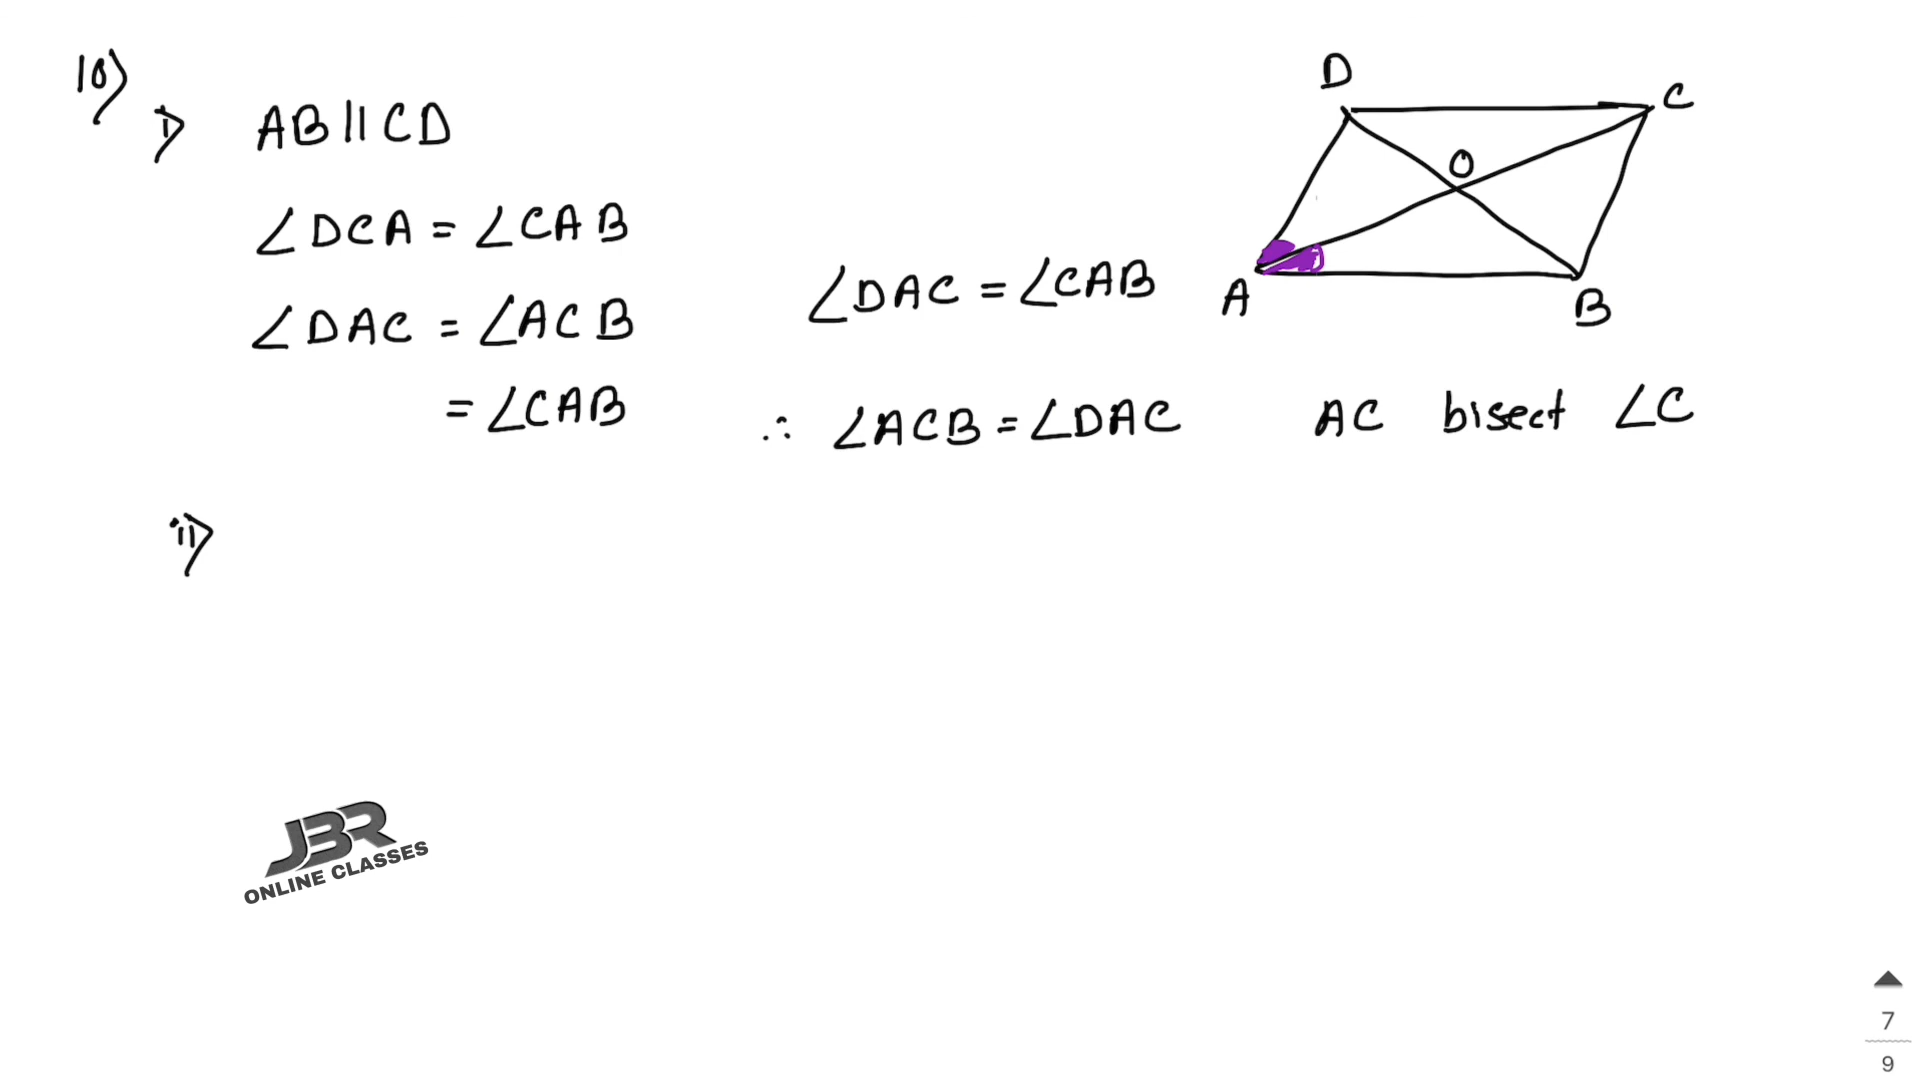 10)
i) AB || CD
∠DCA = ∠CAB
∠DAC = ∠ACB
= ∠CAB
∠DAC = ∠CAB
∴ ∠ACB = ∠DAC
AC bisect ∠C
D
C
O
A
B
ii)
JBR
ONLINE CLASSES
7
9